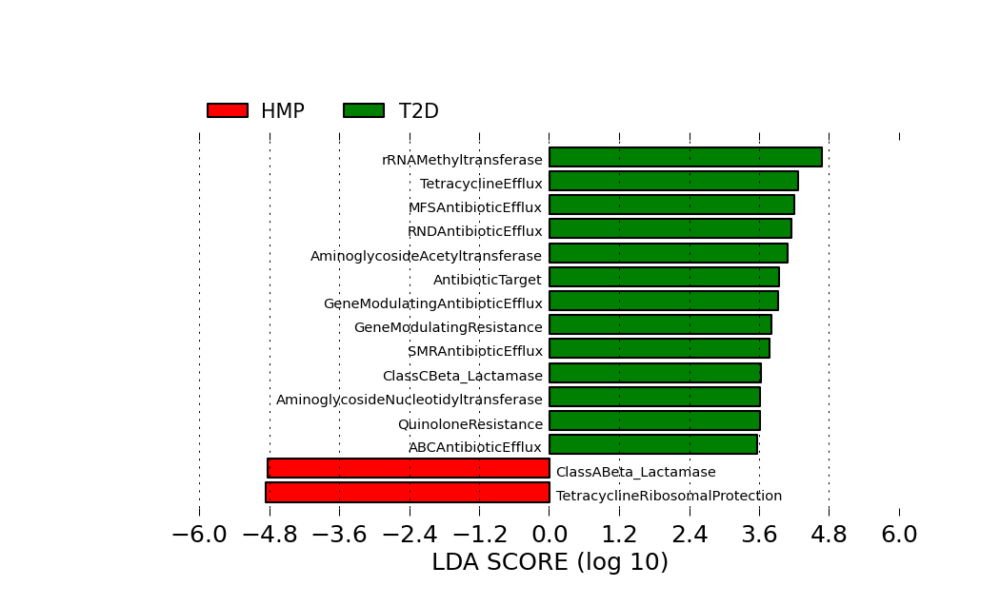 HMP T2D
rRNAMethyltransferase
TetracyclineEfflux
MFSAntibioticEfflux
RNDAntibioticEfflux
AminoglycosideAcetyltransferase
AntibioticTarget
GeneModulatingAntibioticEfflux
GeneModulatingResistance
SMRAntibioticEfflux
ClassCBeta_Lactamase
AminoglycosideNucleotidyltransferase
QuinoloneResistance
ABCAntibioticEfflux
ClassABeta_Lactamase
TetracyclineRibosomalProtection
−6.0 −4.8 −3.6 −2.4 −1.2 0.0 1.2 2.4 3.6 4.8 6.0
LDA SCORE (log 10)